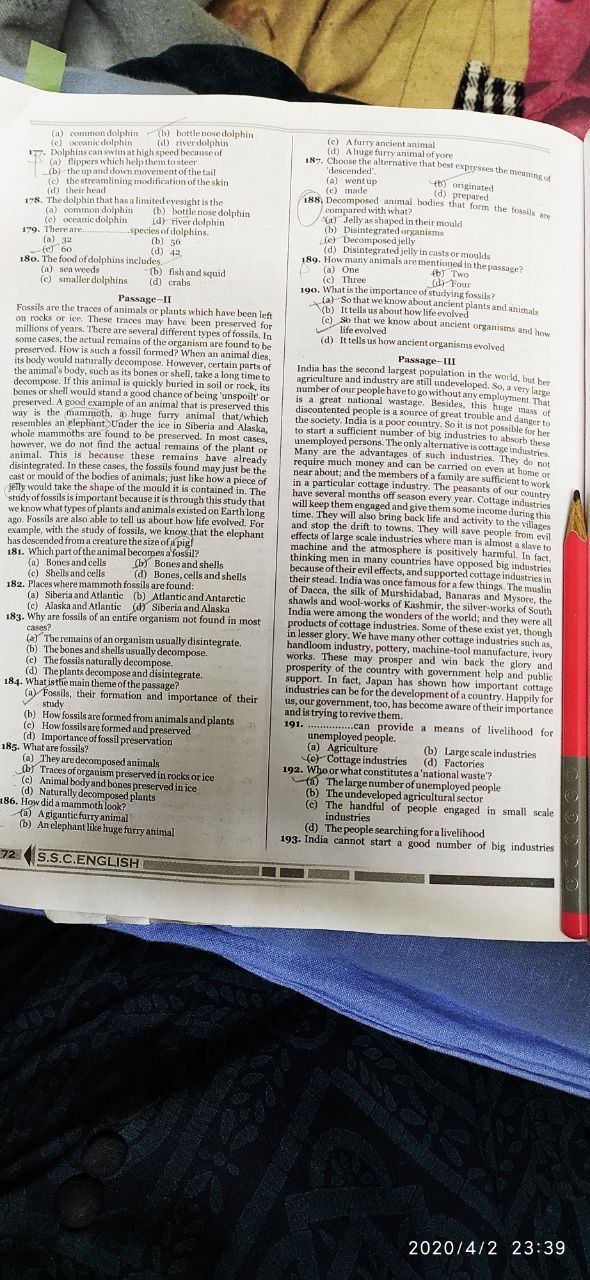 (a) common dolphin (b) bottle nose dolphin
(c) oceanic dolphin (d) river dolphin
177. Dolphins can swim at high speed because of
(a) flippers which help them to steer
(b) the up and down movement of the tail
(c) the streamlining modification of the skin
(d) their head
178. The dolphin that has a limited eyesight is the
(a) common dolphin (b) bottle nose dolphin
(c) oceanic dolphin (d) river dolphin
179. There are..................species of dolphins.
(a) 32 (b) 56
(c) 60 (d) 42
180. The food of dolphins includes
(a) sea weeds (b) fish and squid
(c) smaller dolphins (d) crabs
Passage–II
Fossils are the traces of animals or plants which have been left
on rocks or ice. These traces may have been preserved for
millions of years. There are several different types of fossils. In
some cases, the actual remains of the organism are found to be
preserved. How is such a fossil formed? When an animal dies,
its body would naturally decompose. However, certain parts of
the animal's body, such as its bones or shell, take a long time to
decompose. If this animal is quickly buried in soil or rock, its
bones or shell would stand a good chance of being 'unspoilt' or
preserved. A good example of an animal that is preserved this
way is the mammoth, a huge furry animal that/which
resembles an elephant. Under the ice in Siberia and Alaska,
whole mammoths are found to be preserved. In most cases,
however, we do not find the actual remains of the plant or
animal. This is because these remains have already
disintegrated. In these cases, the fossils found may just be the
cast or mould of the bodies of animals; just like how a piece of
jelly would take the shape of the mould it is contained in. The
study of fossils is important because it is through this study that
we know what types of plants and animals existed on Earth long
ago. Fossils are also able to tell us about how life evolved. For
example, with the study of fossils, we know that the elephant
has descended from a creature the size of a pig!
181. Which part of the animal becomes a fossil?
(a) Bones and cells (b) Bones and shells
(c) Shells and cells (d) Bones, cells and shells
182. Places where mammoth fossils are found:
(a) Siberia and Atlantic (b) Atlantic and Antarctic
(c) Alaska and Atlantic (d) Siberia and Alaska
183. Why are fossils of an entire organism not found in most
cases?
(a) The remains of an organism usually disintegrate.
(b) The bones and shells usually decompose.
(c) The fossils naturally decompose.
(d) The plants decompose and disintegrate.
184. What is the main theme of the passage?
(a) Fossils, their formation and importance of their
study
(b) How fossils are formed from animals and plants
(c) How fossils are formed and preserved
(d) Importance of fossil preservation
185. What are fossils?
(a) They are decomposed animals
(b) Traces of organism preserved in rocks or ice
(c) Animal body and bones preserved in ice
(d) Naturally decomposed plants
186. How did a mammoth look?
(a) A gigantic furry animal
(b) An elephant like huge furry animal
72 S.S.C.ENGLISH
(c) A furry ancient animal
(d) A huge furry animal of yore
187. Choose the alternative that best expresses the meaning of
'descended'.
(a) went up (b) originated
(c) made (d) prepared
188. Decomposed animal bodies that form the fossils are
compared with what?
(a) Jelly as shaped in their mould
(b) Disintegrated organisms
(c) Decomposed jelly
(d) Disintegrated jelly in casts or moulds
189. How many animals are mentioned in the passage?
(a) One (b) Two
(c) Three (d) Four
190. What is the importance of studying fossils?
(a) So that we know about ancient plants and animals
(b) It tells us about how life evolved
(c) So that we know about ancient organisms and how
life evolved
(d) It tells us how ancient organisms evolved
Passage–III
India has the second largest population in the world, but her
agriculture and industry are still undeveloped. So, a very large
number of our people have to go without any employment. That
is a great national wastage. Besides, this huge mass of
discontented people is a source of great trouble and danger to
the society. India is a poor country. So it is not possible for her
to start a sufficient number of big industries to absorb these
unemployed persons. The only alternative is cottage industries.
Many are the advantages of such industries. They do not
require much money and can be carried on even at home or
near about; and the members of a family are sufficient to work
in a particular cottage industry. The peasants of our country
have several months off season every year. Cottage industries
will keep them engaged and give them some income during this
time. They will also bring back life and activity to the villages
and stop the drift to towns. They will save people from evil
effects of large scale industries where man is almost a slave to
machine and the atmosphere is positively harmful. In fact,
thinking men in many countries have opposed big industries
because of their evil effects, and supported cottage industries in
their stead. India was once famous for a few things. The muslin
of Dacca, the silk of Murshidabad, Banaras and Mysore, the
shawls and wool-works of Kashmir, the silver-works of South
India were among the wonders of the world; and they were all
products of cottage industries. Some of these exist yet, though
in lesser glory. We have many other cottage industries such as,
handloom industry, pottery, machine-tool manufacture, ivory
works. These may prosper and win back the glory and
prosperity of the country with government help and public
support. In fact, Japan has shown how important cottage
industries can be for the development of a country. Happily for
us, our government, too, has become aware of their importance
and is trying to revive them.
191. .................can provide a means of livelihood for
unemployed people.
(a) Agriculture (b) Large scale industries
(c) Cottage industries (d) Factories
192. Who or what constitutes a 'national waste'?
(a) The large number of unemployed people
(b) The undeveloped agricultural sector
(c) The handful of people engaged in small scale
industries
(d) The people searching for a livelihood
193. India cannot start a good number of big industries
2020/4/2 23:39